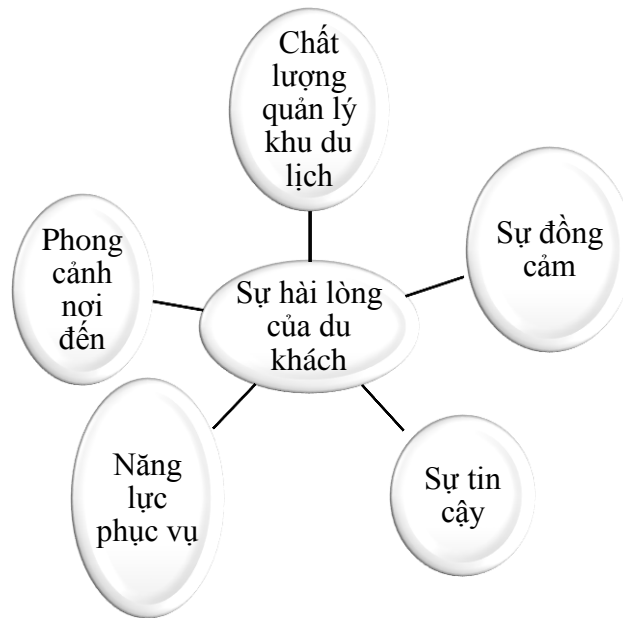 Chất
lượng
quản lý
khu du
lịch
Sự đồng
cảm
Phong
cảnh
nơi
đến
Sự hài lòng
của du
khách
Năng
lực
phục vụ
Sự tin
cậy